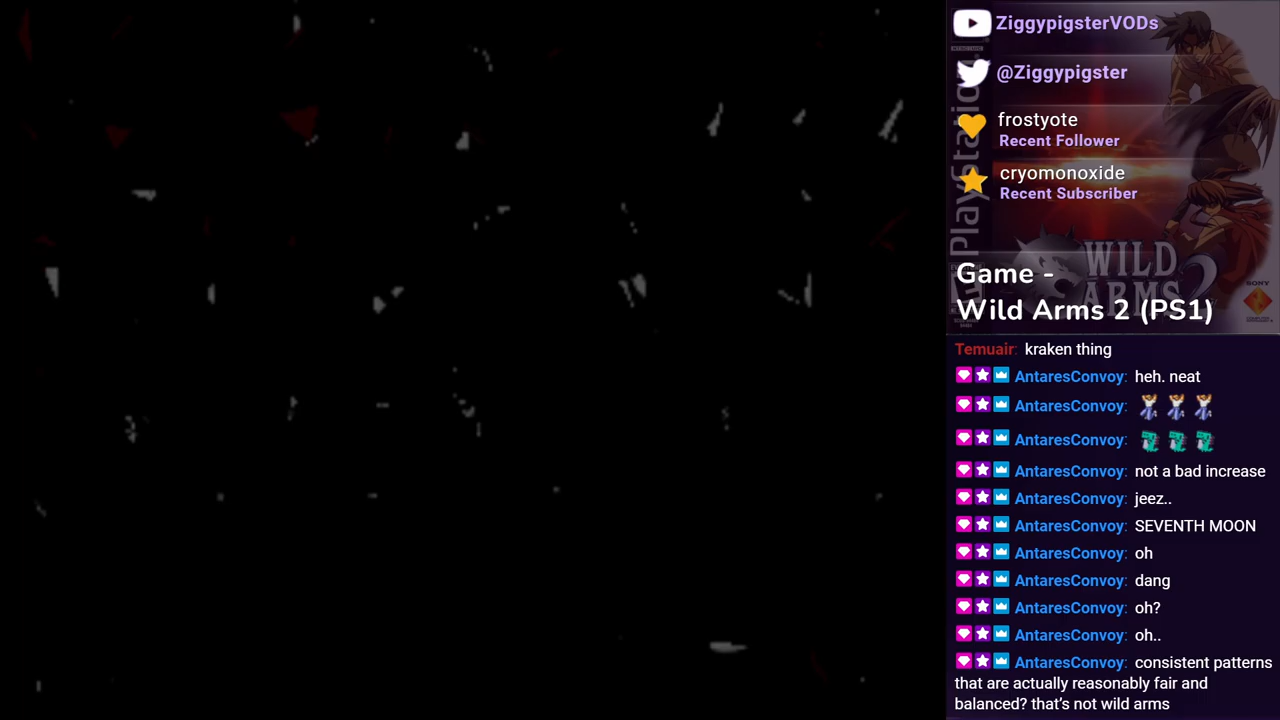 ZiggypigsterVODs
@Ziggypigster
frostyote
Recent Follower
cryomonoxide
Recent Subscriber
PlayStation
WILD
ARMS 2
SONY
Game -
Wild Arms 2 (PS1)
Temuair: kraken thing
AntaresConvoy: heh. neat
AntaresConvoy:
AntaresConvoy:
AntaresConvoy: not a bad increase
AntaresConvoy: jeez..
AntaresConvoy: SEVENTH MOON
AntaresConvoy: oh
AntaresConvoy: dang
AntaresConvoy: oh?
AntaresConvoy: oh..
AntaresConvoy: consistent patterns
that are actually reasonably fair and
balanced? that's not wild arms